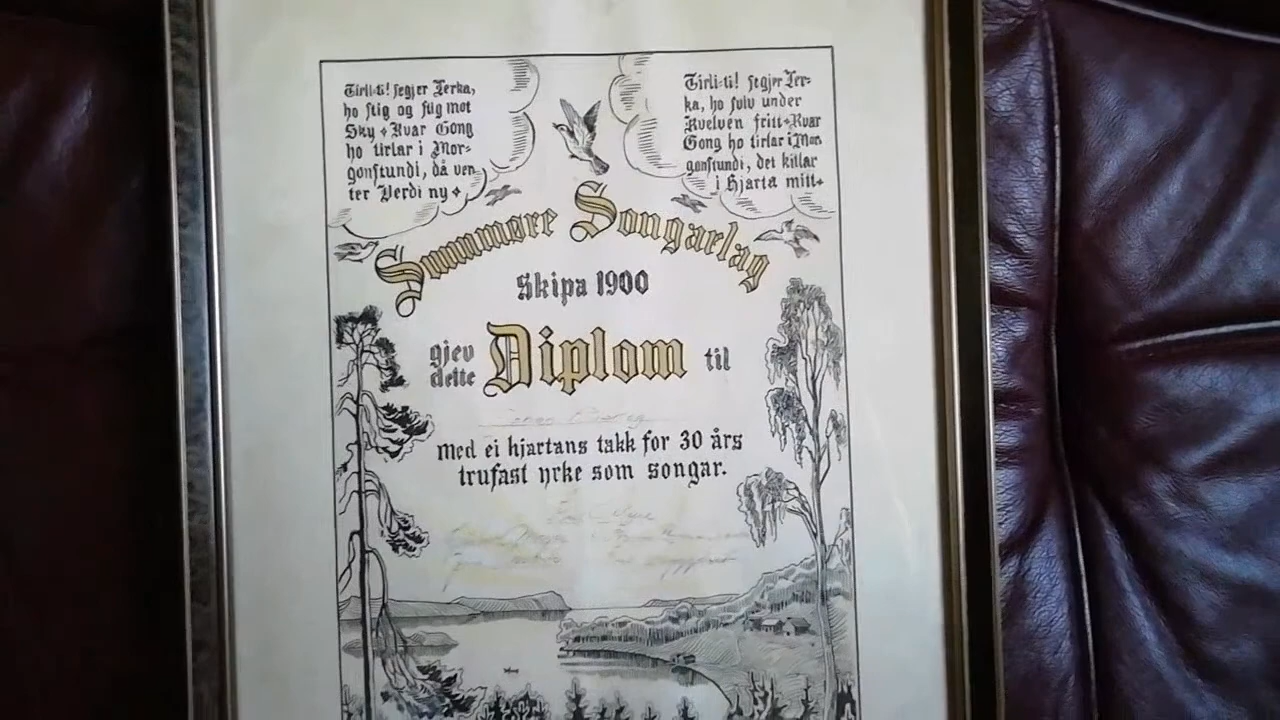 Tirli-ti! segjer Lerka,
ho stig og stig mot
Sky + Kvar Gong
ho tirlar i Mor-
gonstundi, då ven
ter Verdi ny +
Tirli-ti! segjer Ler-
ka, ho sviv under
Kvelven fritt + Kvar
Gong ho tirlar i Mor
gonstundi, det kitlar
i Hjarta mitt +
Sunnmøre Songarlag
Skipa 1900
gjev
dette Diplom til
med ei hjartans takk for 30 års
trufast yrke som songar.